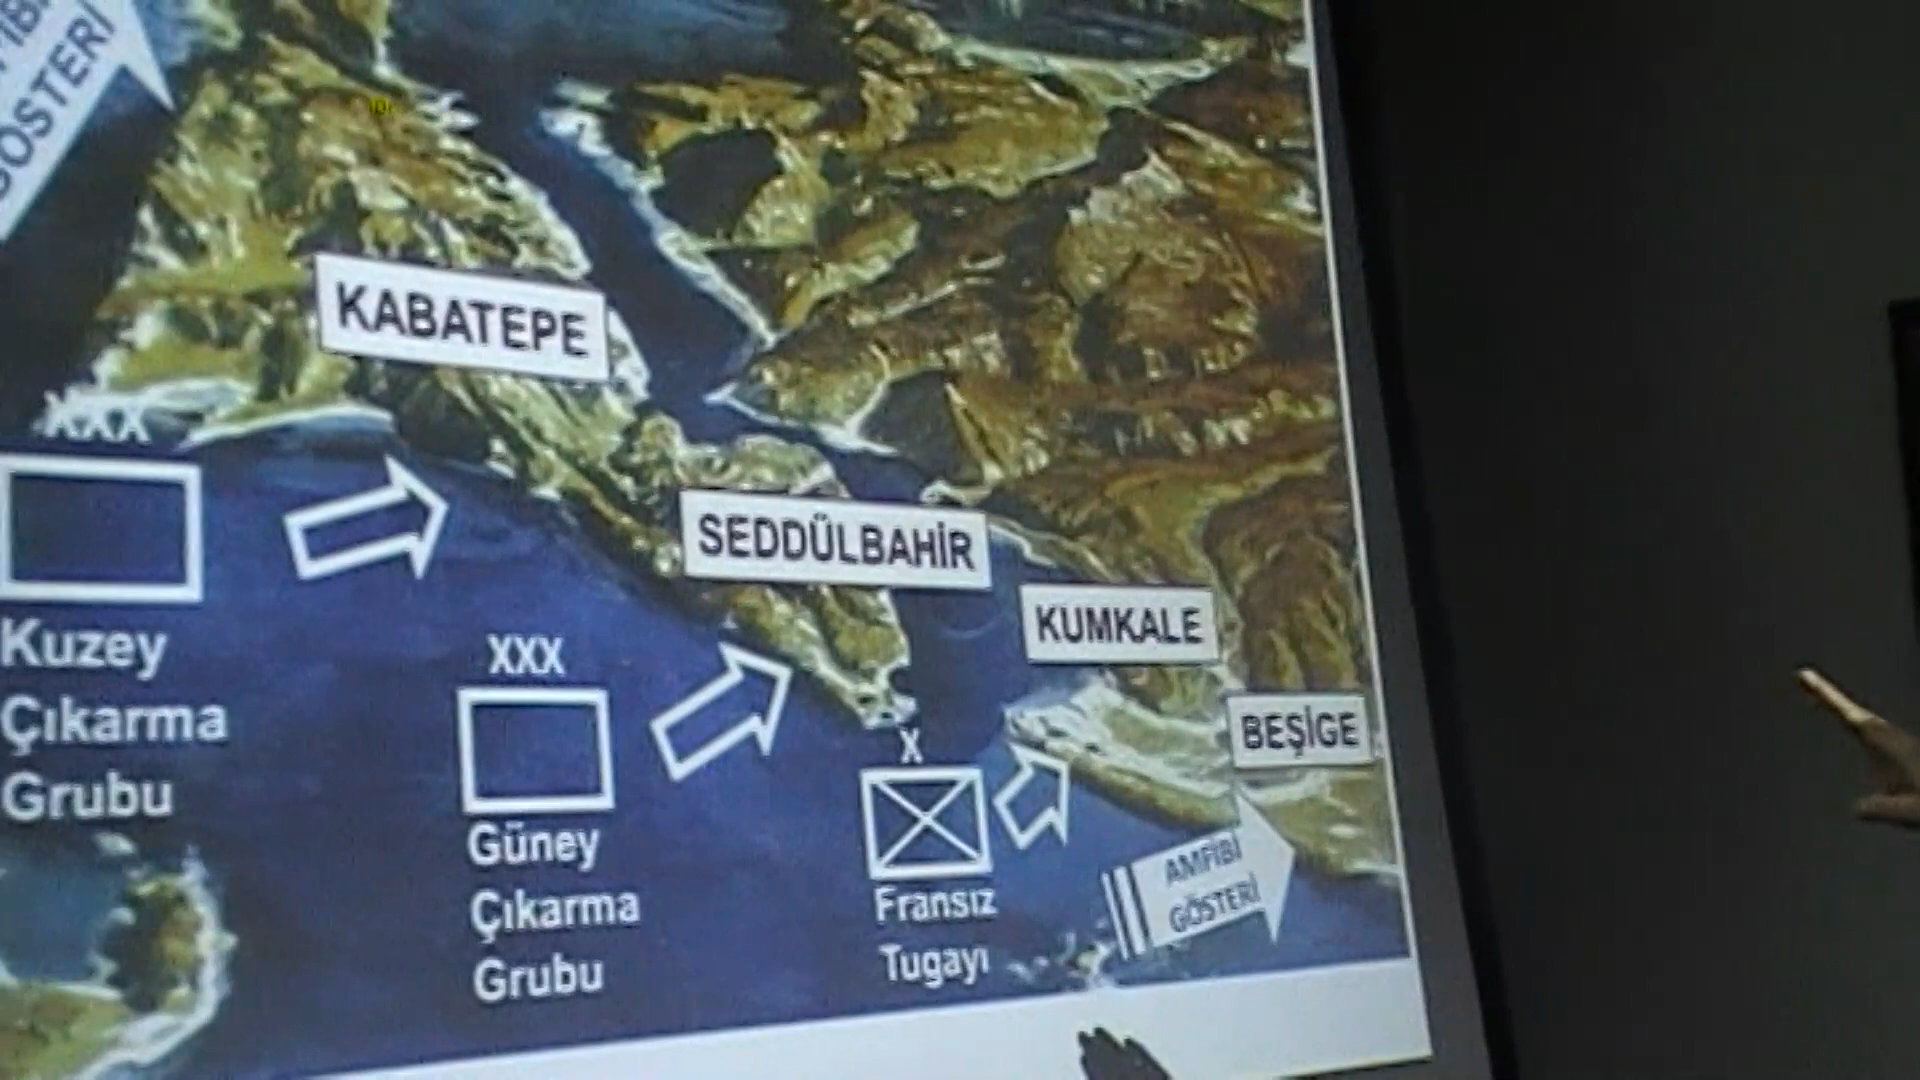 GÖSTERİ
KABATEPE
XXX
SEDDÜLBAHİR
KUMKALE
XXX
BEŞİGE
X
Kuzey
Çıkarma
Grubu
Güney
Çıkarma
Grubu
Fransız
Tugayı
AMFİBİ
GÖSTERİ